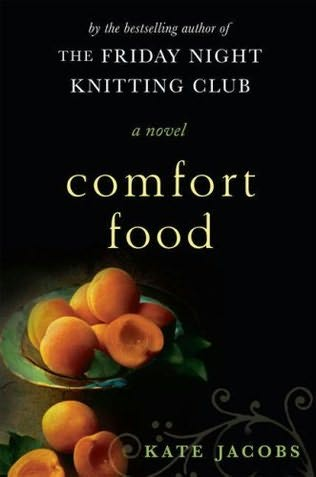 by the bestselling author of
THE FRIDAY NIGHT
KNITTING CLUB
a novel
comfort
food
KATE JACOBS